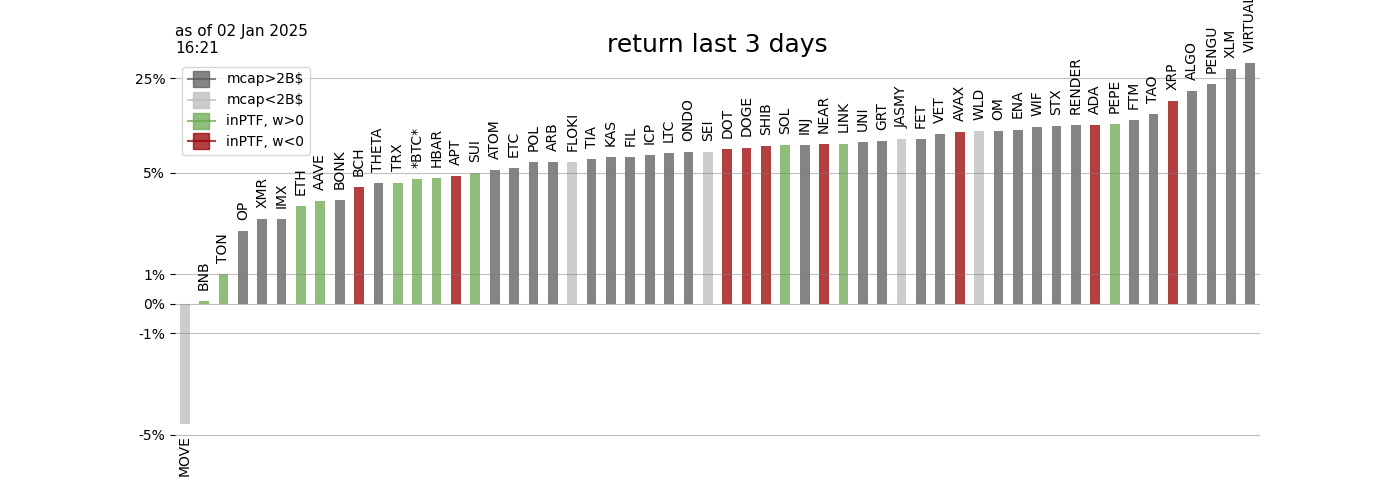 as of 02 Jan 2025
16:21
return last 3 days
mcap>2B$
mcap<2B$
inPTF, w>0
inPTF, w<0
25%
5%
1%
0%
-1%
-5%
MOVE
BNB
TON
OP
XMR
IMX
ETH
AAVE
BONK
BCH
THETA
TRX
*BTC*
HBAR
APT
SUI
ATOM
ETC
POL
ARB
FLOKI
TIA
KAS
FIL
ICP
LTC
ONDO
SEI
DOT
DOGE
SHIB
SOL
INJ
NEAR
LINK
UNI
GRT
JASMY
FET
VET
AVAX
WLD
OM
ENA
WIF
STX
RENDER
ADA
PEPE
FTM
TAO
XRP
ALGO
PENGU
XLM
VIRTUAL